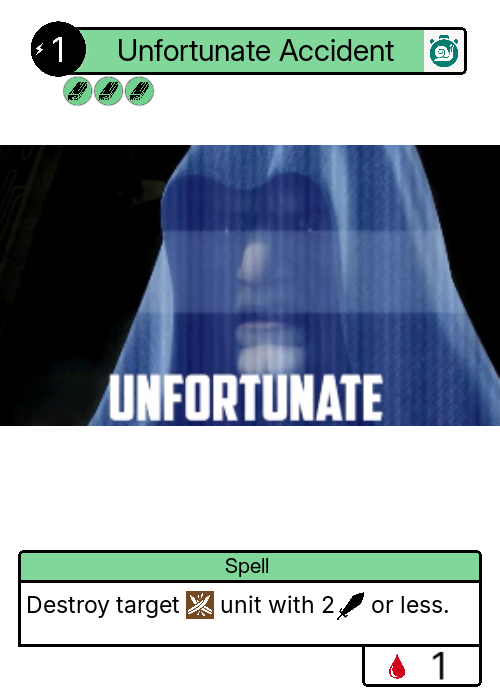 1 Unfortunate Accident
UNFORTUNATE
Spell
Destroy target unit with 2 or less.
1